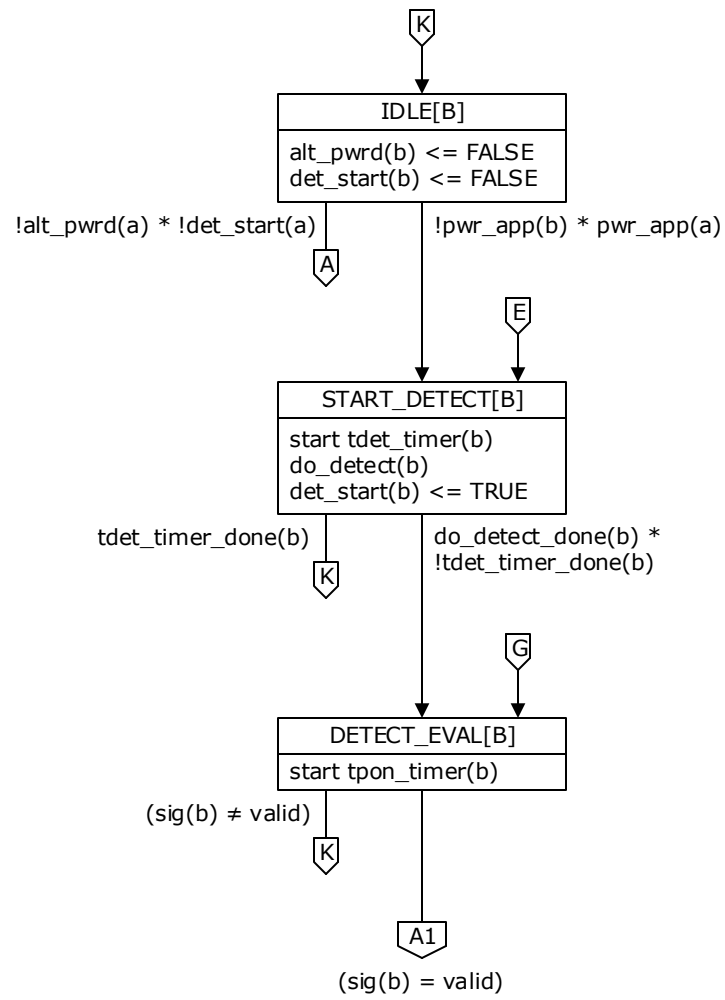 K
IDLE[B]
alt_pwrd(b) <= FALSE
det_start(b) <= FALSE
!alt_pwrd(a) * !det_start(a)
!pwr_app(b) * pwr_app(a)
A
E
START_DETECT[B]
start tdet_timer(b)
do_detect(b)
det_start(b) <= TRUE
tdet_timer_done(b)
do_detect_done(b) *
!tdet_timer_done(b)
K
G
DETECT_EVAL[B]
start tpon_timer(b)
(sig(b) ≠ valid)
K
A1
(sig(b) = valid)